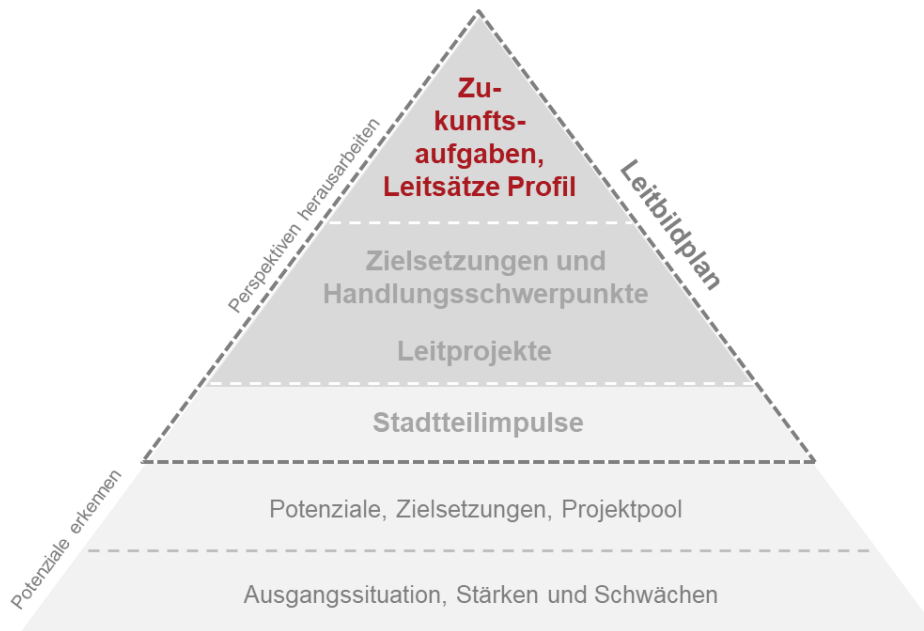 Zu-
kunfts-
aufgaben,
Leitsätze Profil
Perspektiven herausarbeiten
Leitbildplan
Zielsetzungen und
Handlungsschwerpunkte
Leitprojekte
Stadtteilimpulse
Potenziale erkennen
Potenziale, Zielsetzungen, Projektpool
Ausgangssituation, Stärken und Schwächen